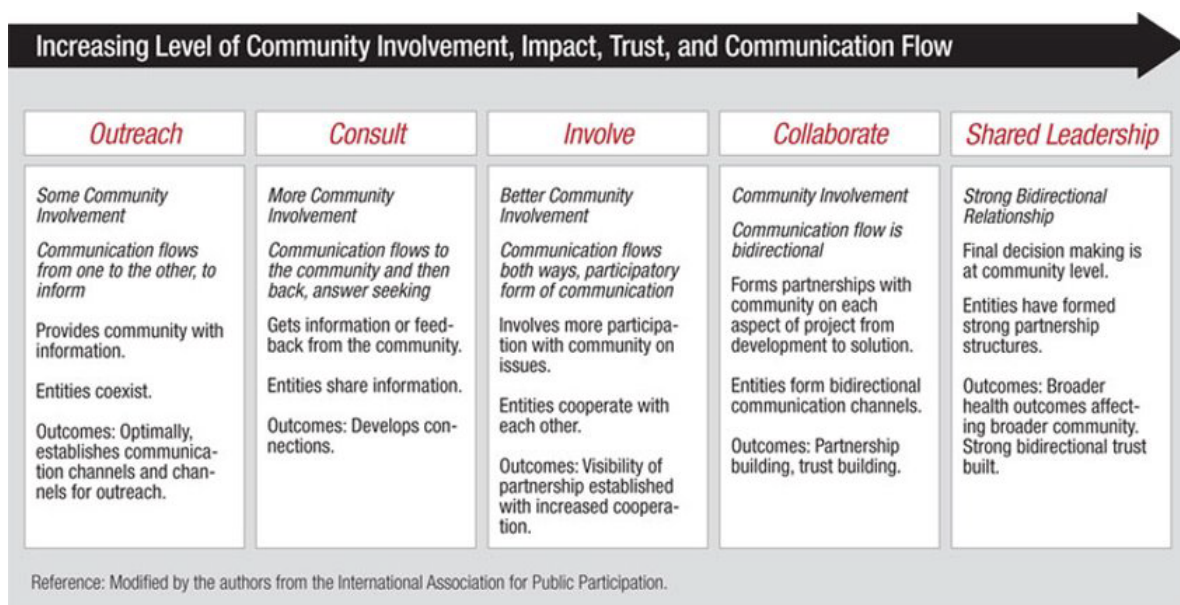 Increasing Level of Community Involvement, Impact, Trust, and Communication Flow
Outreach
Some Community
Involvement
Communication flows
from one to the other, to
inform
Provides community with
information.
Entities coexist.
Outcomes: Optimally,
establishes communica-
tion channels and chan-
nels for outreach.
Consult
More Community
Involvement
Communication flows to
the community and then
back, answer seeking
Gets information or feed-
back from the community.
Entities share information.
Outcomes: Develops con-
nections.
Involve
Better Community
Involvement
Communication flows
both ways, participatory
form of communication
Involves more participa-
tion with community on
issues.
Entities cooperate with
each other.
Outcomes: Visibility of
partnership established
with increased coopera-
tion.
Collaborate
Community Involvement
Communication flow is
bidirectional
Forms partnerships with
community on each
aspect of project from
development to solution.
Entities form bidirectional
communication channels.
Outcomes: Partnership
building, trust building.
Shared Leadership
Strong Bidirectional
Relationship
Final decision making is
at community level.
Entities have formed
strong partnership
structures.
Outcomes: Broader
health outcomes affect-
ing broader community.
Strong bidirectional trust
built.
Reference: Modified by the authors from the International Association for Public Participation.